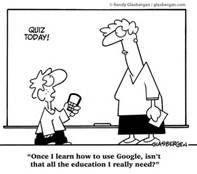 © Randy Glasbergen / glasbergen.com
QUIZ
TODAY!
GLASBERGEN
"Once I learn how to use Google, isn't
that all the education I really need?"